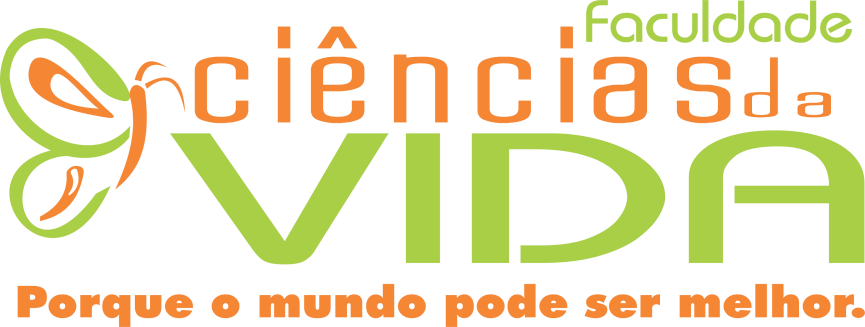 Faculdade
ciências da
VIDA
Porque o mundo pode ser melhor.